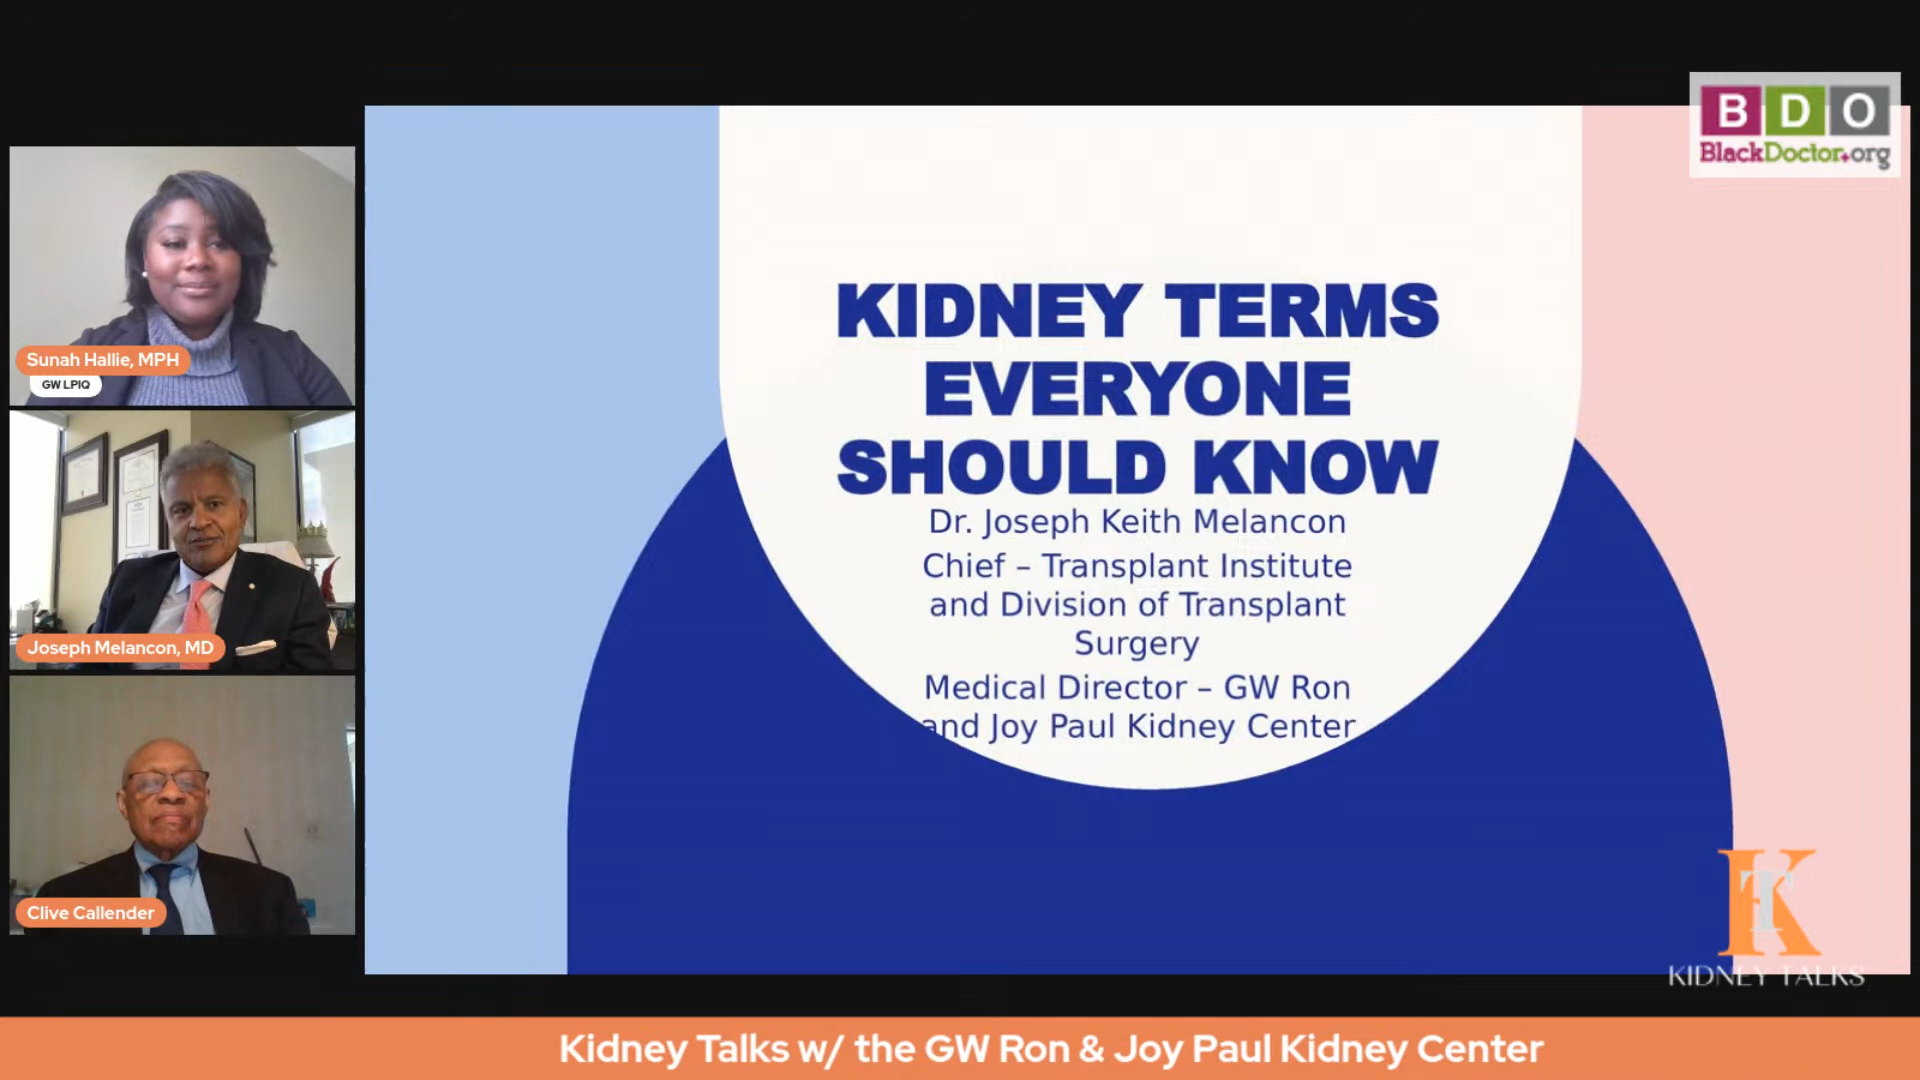 B D O
BlackDoctor.org
Sunah Hallie, MPH
GW LPIQ
Joseph Melancon, MD
Clive Callender
KIDNEY TERMS
EVERYONE
SHOULD KNOW
Dr. Joseph Keith Melancon
Chief – Transplant Institute
and Division of Transplant
Surgery
Medical Director – GW Ron
and Joy Paul Kidney Center
KT
KIDNEY TALKS
Kidney Talks w/ the GW Ron & Joy Paul Kidney Center